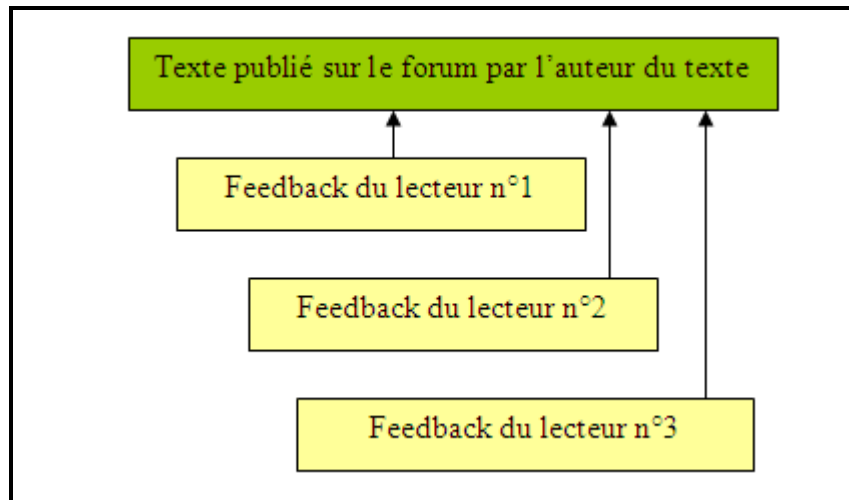 Texte publié sur le forum par l’auteur du texte
Feedback du lecteur n°1
Feedback du lecteur n°2
Feedback du lecteur n°3